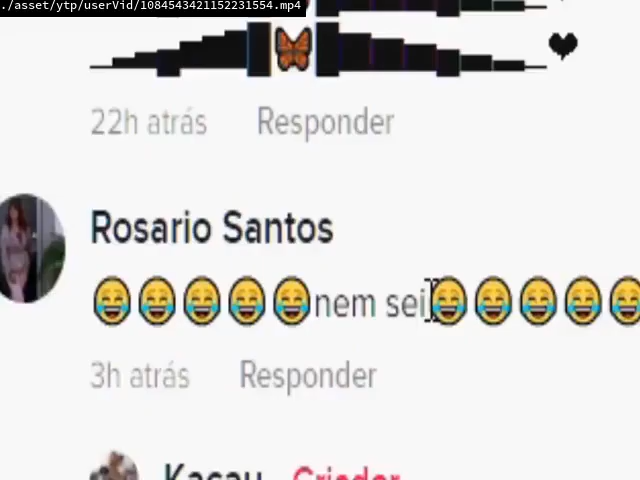 ./asset/ytp/userVid/1084543421152231554.mp4
22h atrás Responder
Rosario Santos
😂😂😂😂😂nem sei😂😂😂😂😂
3h atrás Responder
Kacau Criador